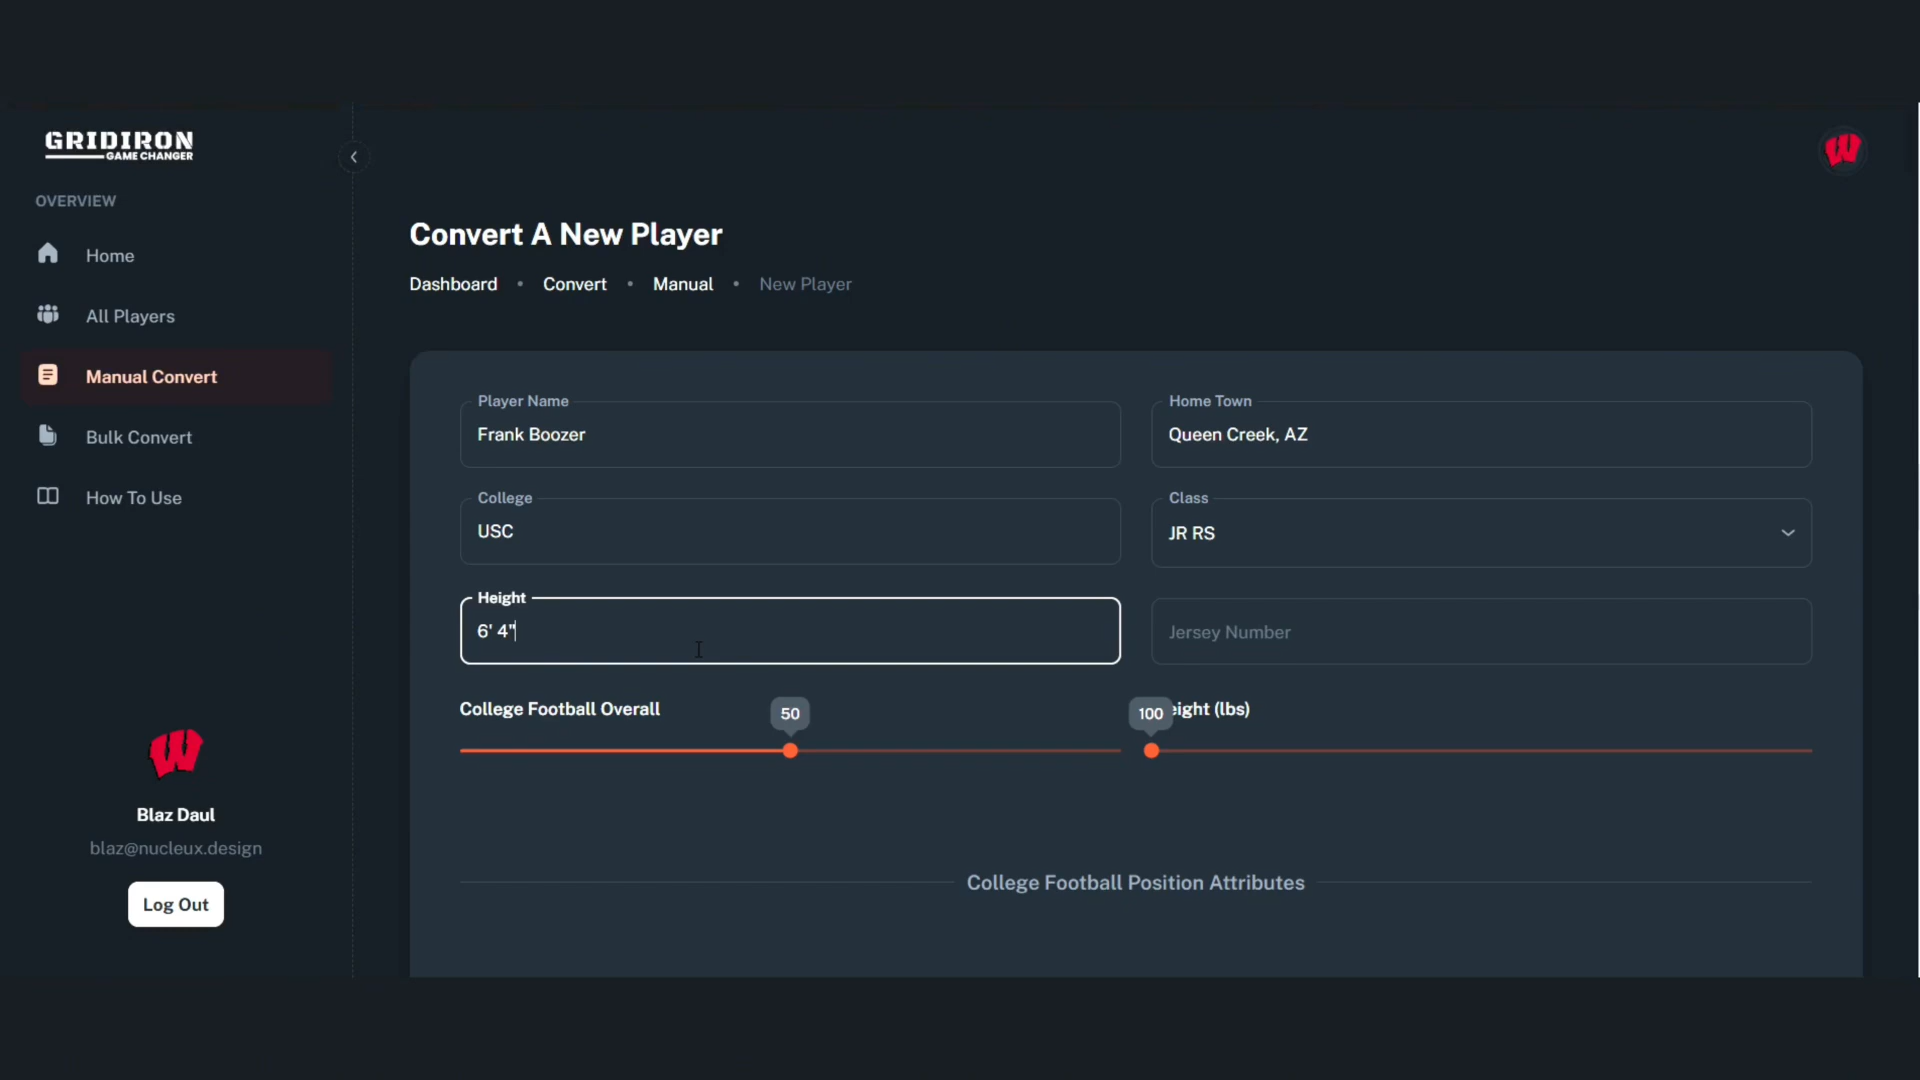 GRIDIRON
GAME CHANGER
OVERVIEW
Home
All Players
Manual Convert
Bulk Convert
How To Use
W
Blaz Daul
blaz@nucleux.design
Log Out
W
Convert A New Player
Dashboard • Convert • Manual • New Player
Player Name
Frank Boozer
Home Town
Queen Creek, AZ
College
USC
Class
JR RS
Height
6' 4"
Jersey Number
College Football Overall
50
100
eight (lbs)
College Football Position Attributes